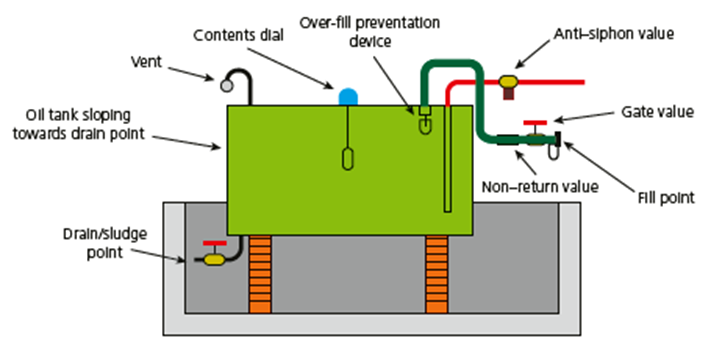 Over-fill preventation
device
Contents dial
Anti-siphon value
Vent
Gate value
Oil tank sloping
towards drain point
Non-return value
Fill point
Drain/sludge
point